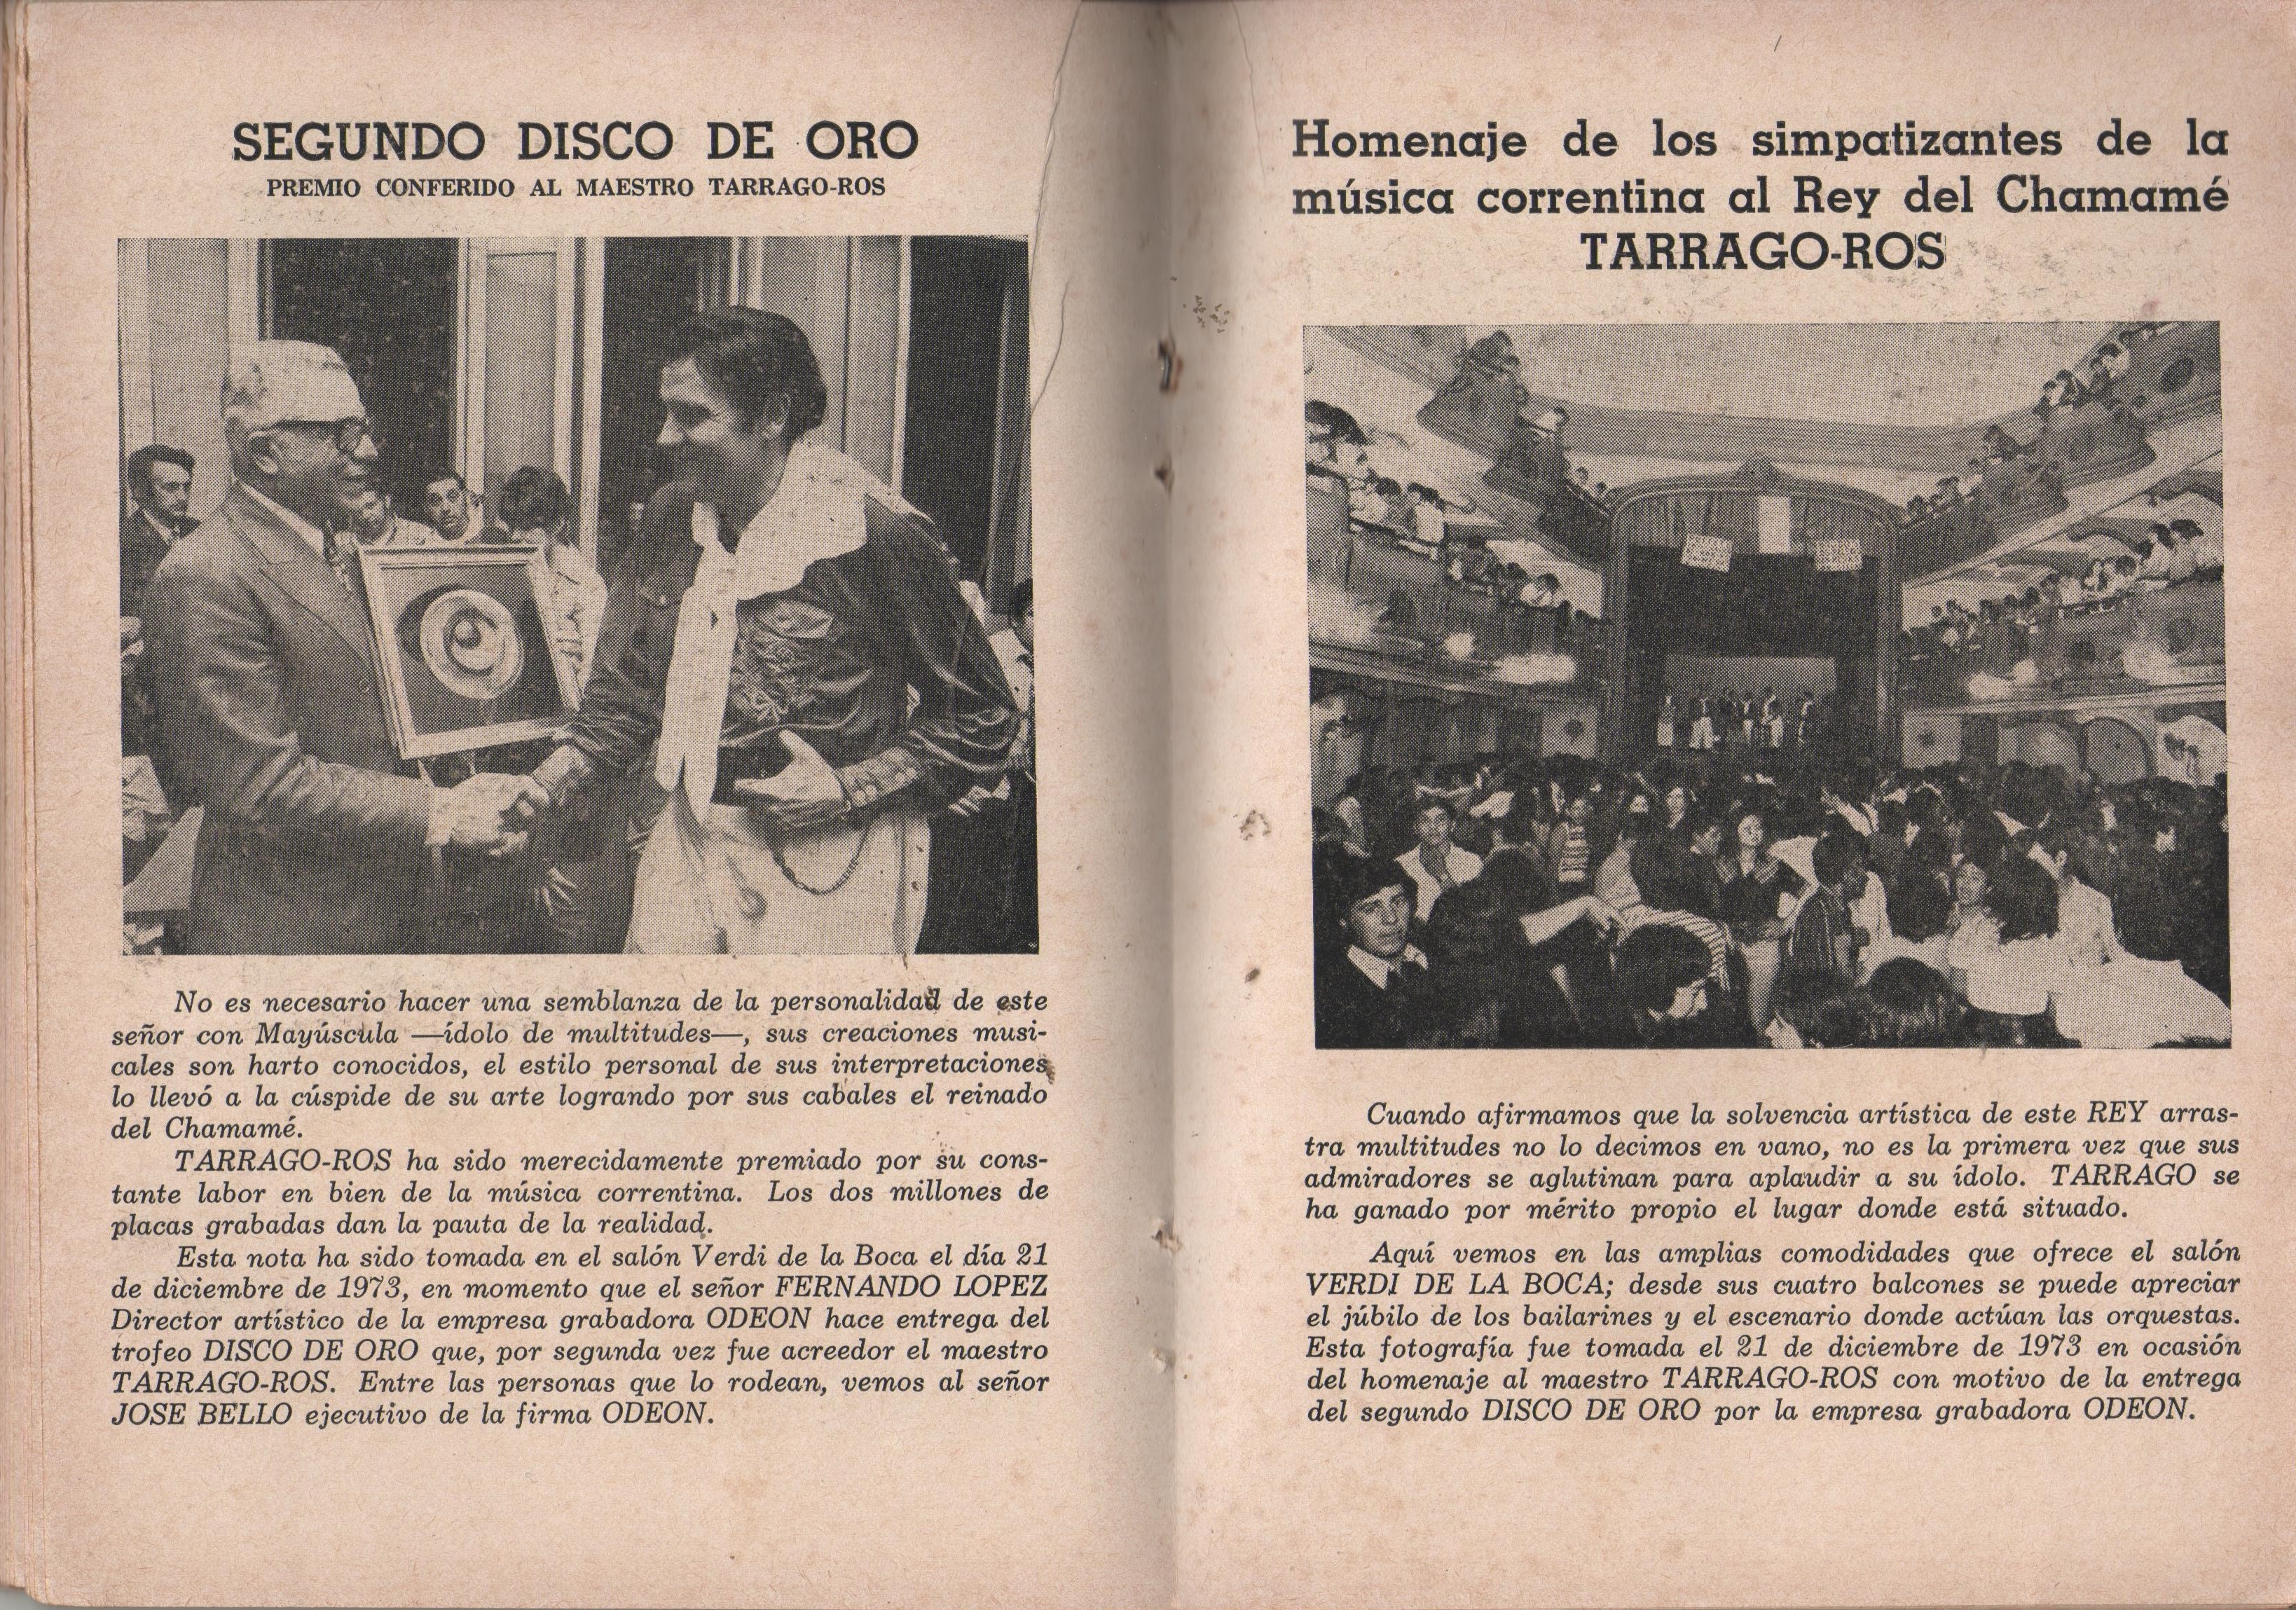 SEGUNDO DISCO DE ORO
PREMIO CONFERIDO AL MAESTRO TARRAGO-ROS
No es necesario hacer una semblanza de la personalidad de este
señor con Mayúscula —ídolo de multitudes—, sus creaciones musi-
cales son harto conocidos, el estilo personal de sus interpretaciones
lo llevó a la cúspide de su arte logrando por sus cabales el reinado
del Chamamé.
TARRAGO-ROS ha sido merecidamente premiado por su cons-
tante labor en bien de la música correntina. Los dos millones de
placas grabadas dan la pauta de la realidad.
Esta nota ha sido tomada en el salón Verdi de la Boca el día 21
de diciembre de 1973, en momento que el señor FERNANDO LOPEZ
Director artístico de la empresa grabadora ODEON hace entrega del
trofeo DISCO DE ORO que, por segunda vez fue acreedor el maestro
TARRAGO-ROS. Entre las personas que lo rodean, vemos al señor
JOSE BELLO ejecutivo de la firma ODEON.
Homenaje de los simpatizantes de la
música correntina al Rey del Chamamé
TARRAGO-ROS
Cuando afirmamos que la solvencia artística de este REY arras-
tra multitudes no lo decimos en vano, no es la primera vez que sus
admiradores se aglutinan para aplaudir a su ídolo. TARRAGO se
ha ganado por mérito propio el lugar donde está situado.
Aquí vemos en las amplias comodidades que ofrece el salón
VERDI DE LA BOCA; desde sus cuatro balcones se puede apreciar
el júbilo de los bailarines y el escenario donde actúan las orquestas.
Esta fotografía fue tomada el 21 de diciembre de 1973 en ocasión
del homenaje al maestro TARRAGO-ROS con motivo de la entrega
del segundo DISCO DE ORO por la empresa grabadora ODEON.